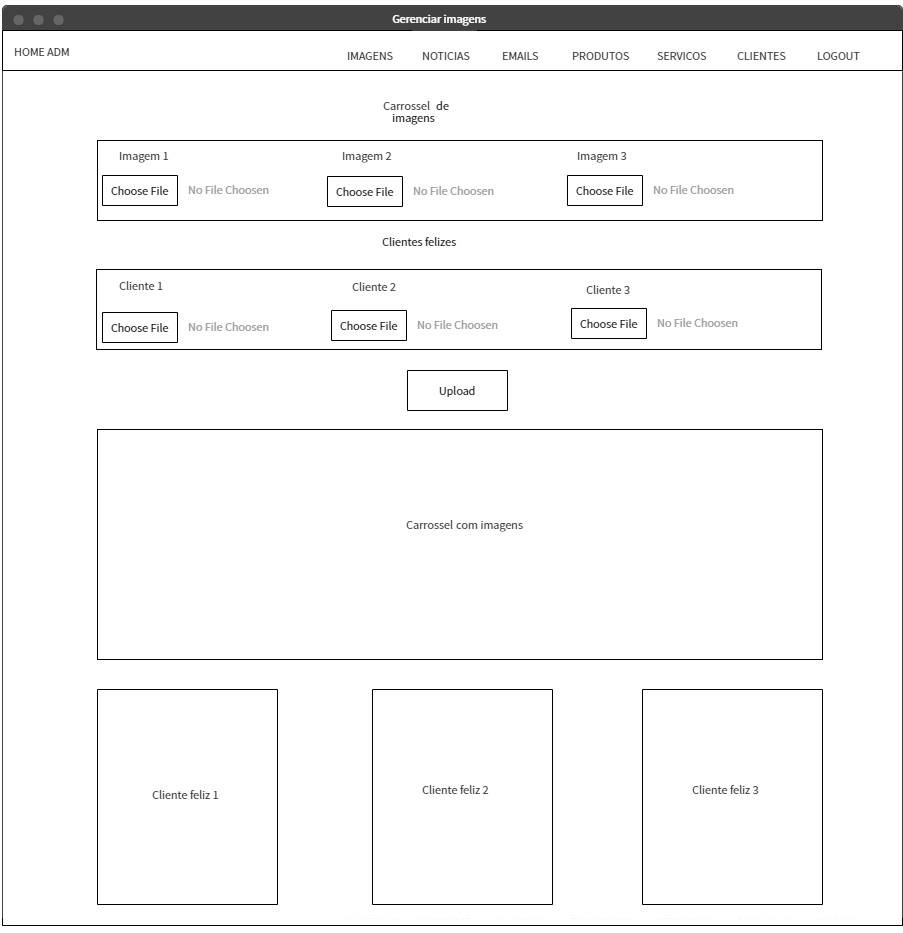 Gerenciar imagens
HOME ADM
IMAGENS NOTICIAS EMAILS PRODUTOS SERVICOS CLIENTES LOGOUT
Carrossel de
imagens
Imagem 1 Imagem 2 Imagem 3
Choose File No File Choosen Choose File No File Choosen Choose File No File Choosen
Clientes felizes
Cliente 1 Cliente 2 Cliente 3
Choose File No File Choosen Choose File No File Choosen Choose File No File Choosen
Upload
Carrossel com imagens
Cliente feliz 1 Cliente feliz 2 Cliente feliz 3